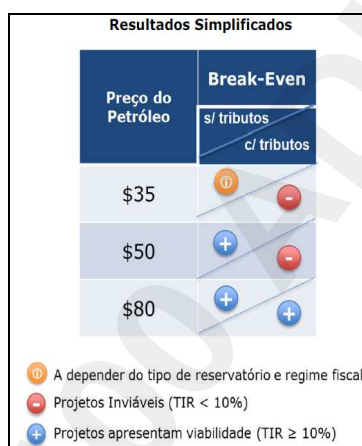 Resultados Simplificados
Preço do
Petróleo
Break-Even
s/ tributos
c/ tributos
$35
$50
$80
A depender do tipo de reservatório e regime fiscal
Projetos Inviáveis (TIR < 10%)
Projetos apresentam viabilidade (TIR ≥ 10%)